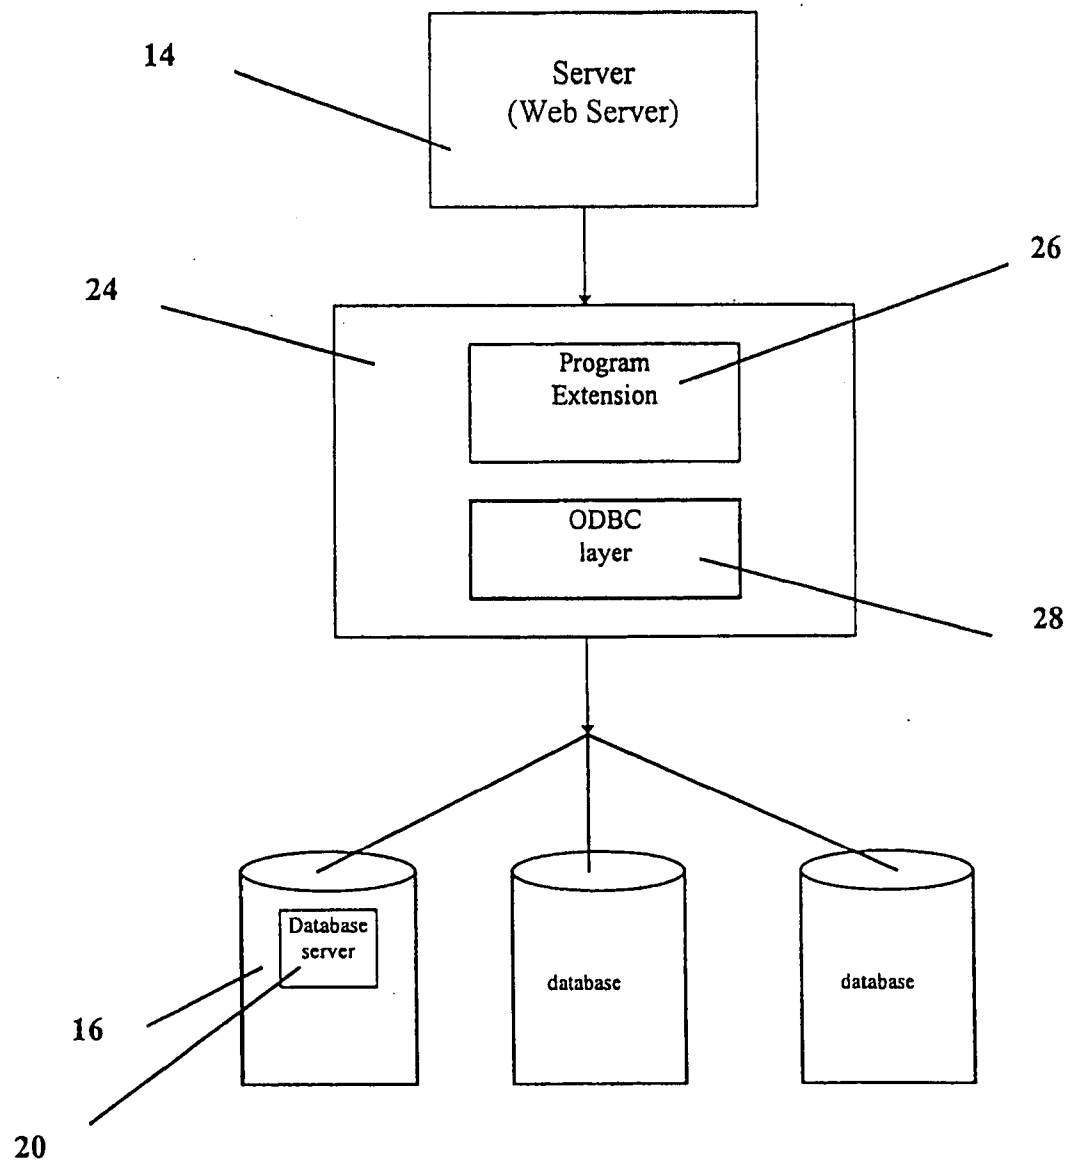 14
Server
(Web Server)
26
24
Program
Extension
ODBC
layer
28
Database
server
database
database
16
20